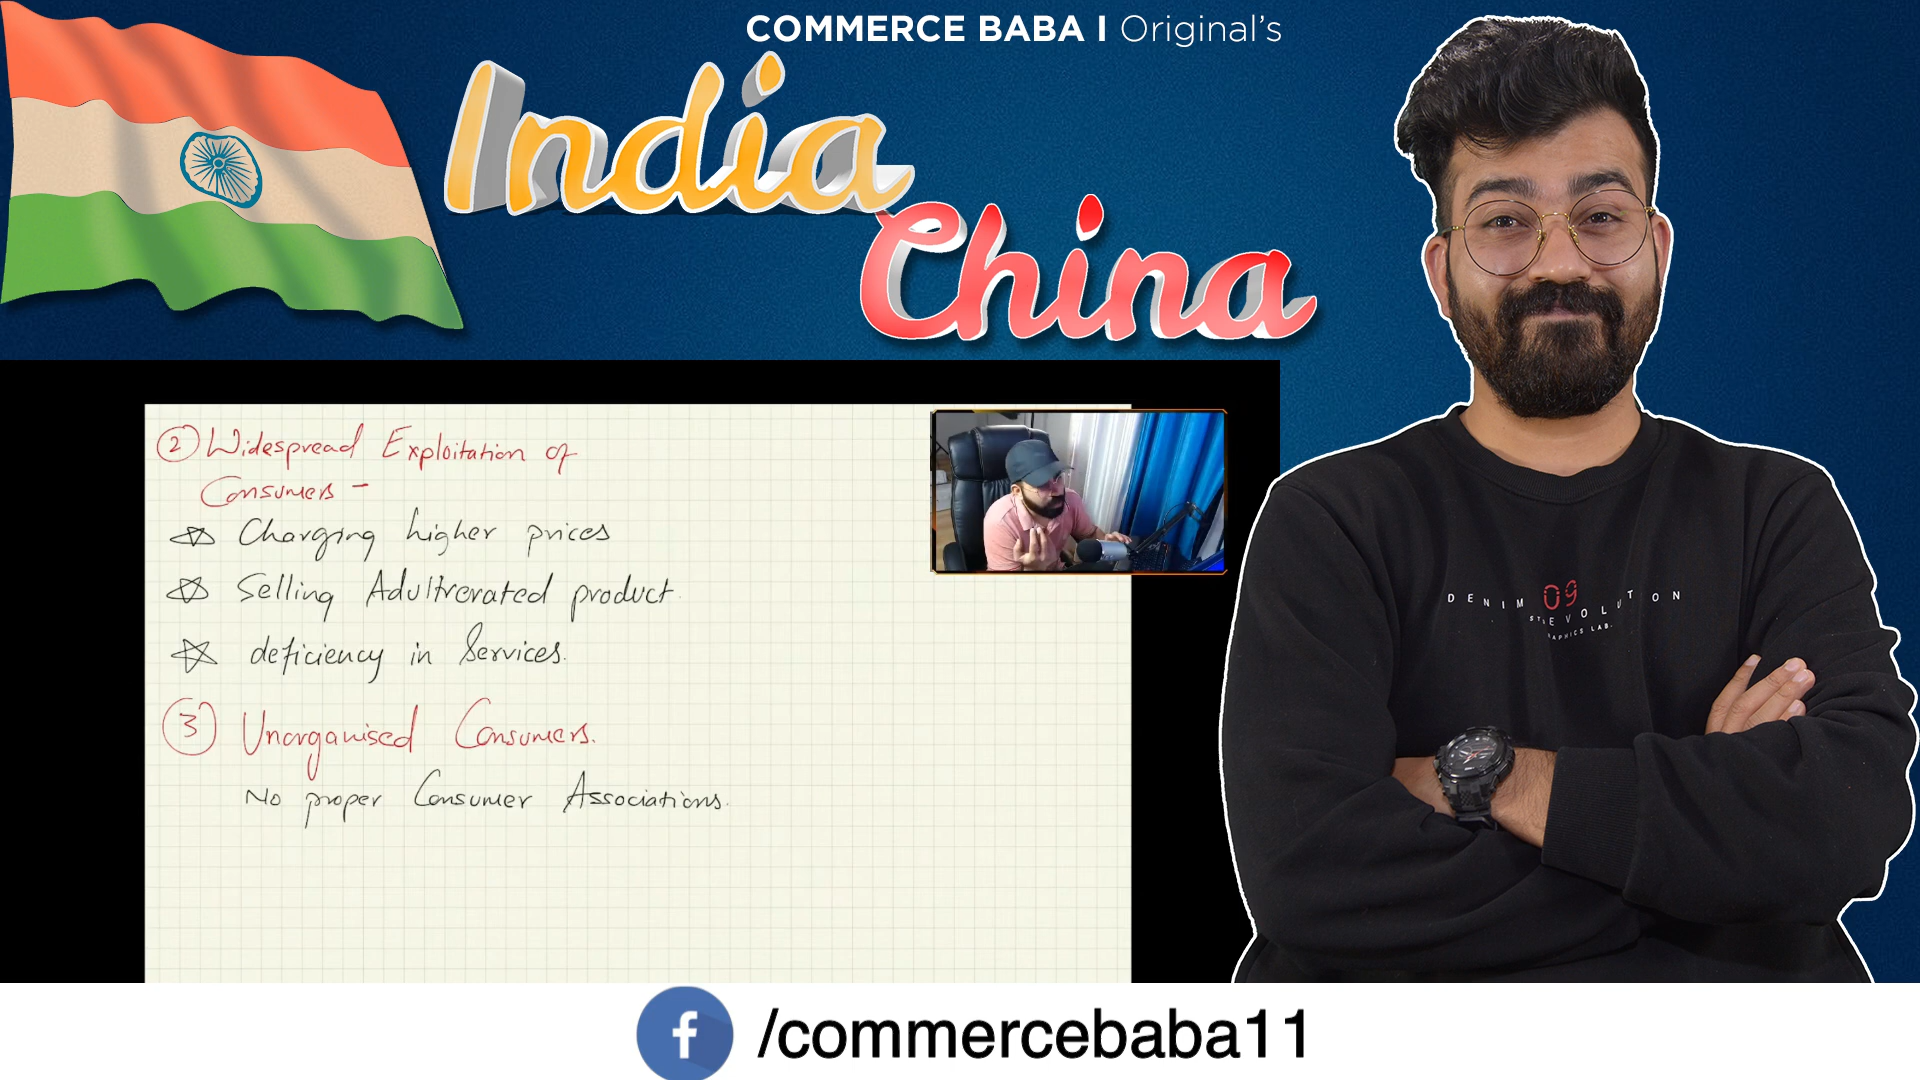 COMMERCE BABA I Original's
India
China
② Widespread Exploitation of
Consumers -
Charging higher prices
Selling Adultrerated product.
deficiency in Services.
③ Unorganised Consumers.
No proper Consumer Associations.
DENIM 09 EVOLUTION
/commercebaba11